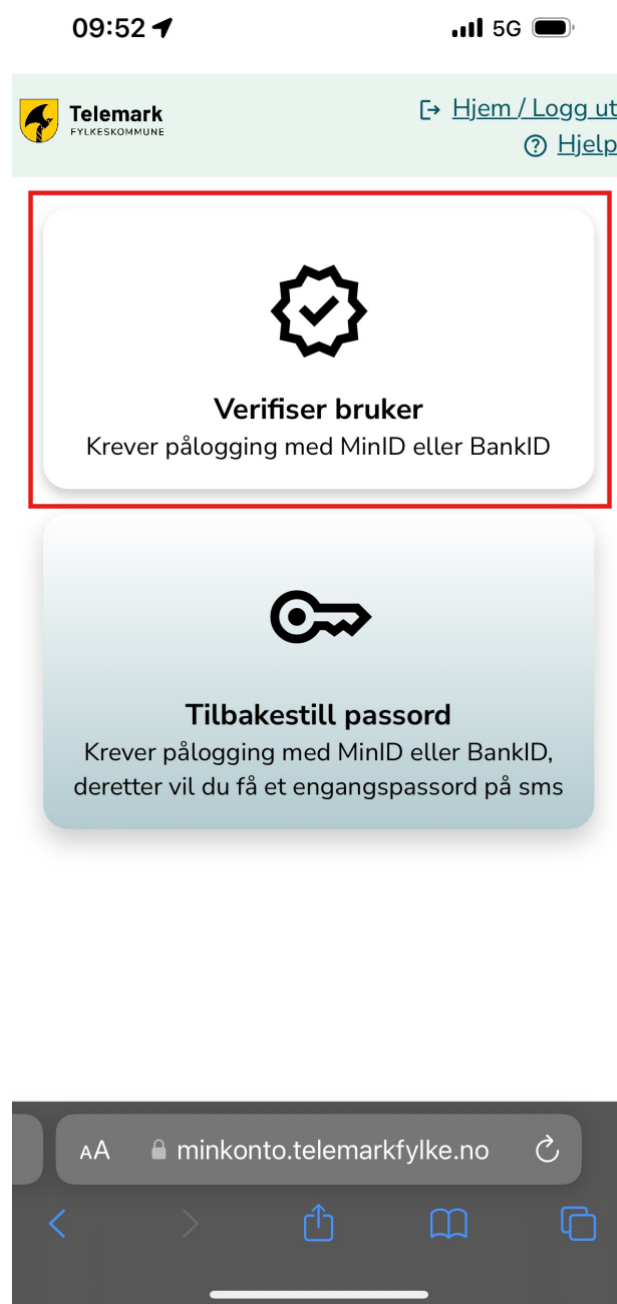 09:52
5G
Telemark
FYLKESKOMMUNE
Hjem / Logg ut
Hjelp
Verifiser bruker
Krever pålogging med MinID eller BankID
Tilbakestill passord
Krever pålogging med MinID eller BankID,
deretter vil du få et engangspassord på sms
AA minkonto.telemarkfylke.no